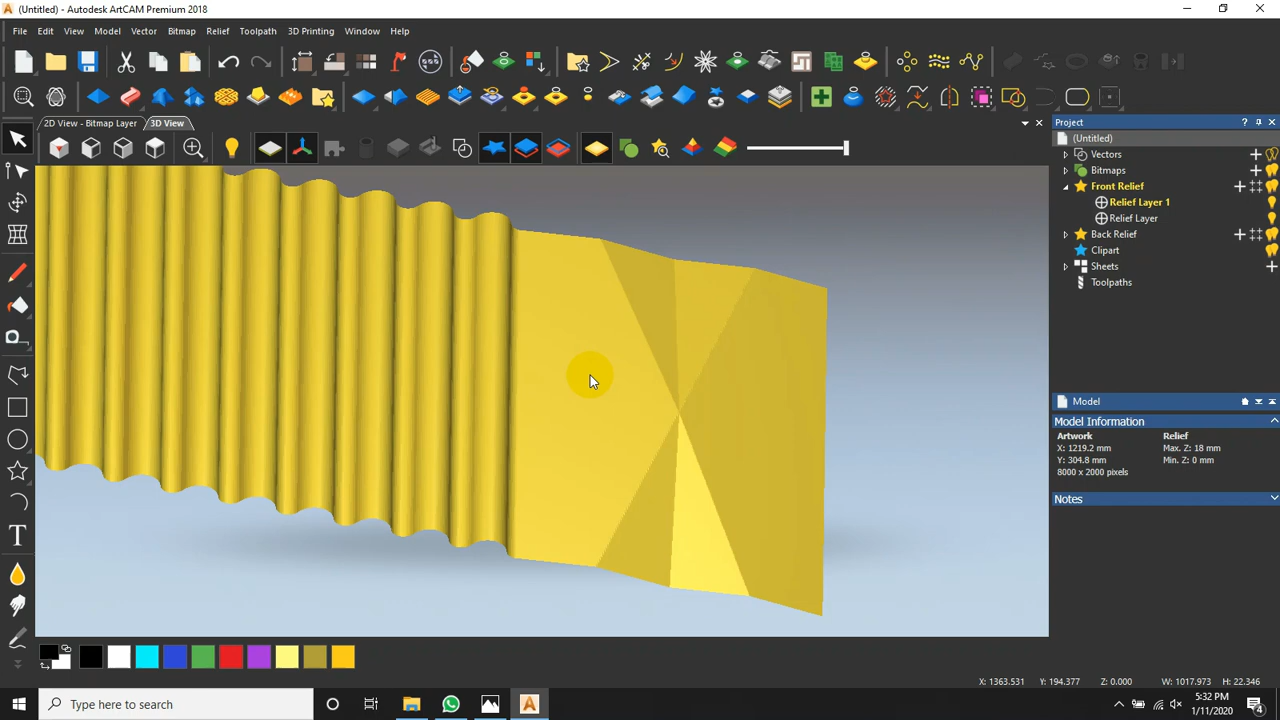 (Untitled) - Autodesk ArtCAM Premium 2018
File Edit View Model Vector Bitmap Relief Toolpath 3D Printing Window Help
2D View - Bitmap Layer 3D View
Project
(Untitled)
Vectors
Bitmaps
Front Relief
Relief Layer 1
Relief Layer
Back Relief
Clipart
Sheets
Toolpaths
Model
Model Information
Artwork Relief
X: 1219.2 mm Max. Z: 18 mm
Y: 304.8 mm Min. Z: 0 mm
8000 x 2000 pixels
Notes
X: 1363.531 Y: 194.377 Z: 0.000 W: 1017.973 H: 22.346
Type here to search
5:32 PM
1/11/2020
4